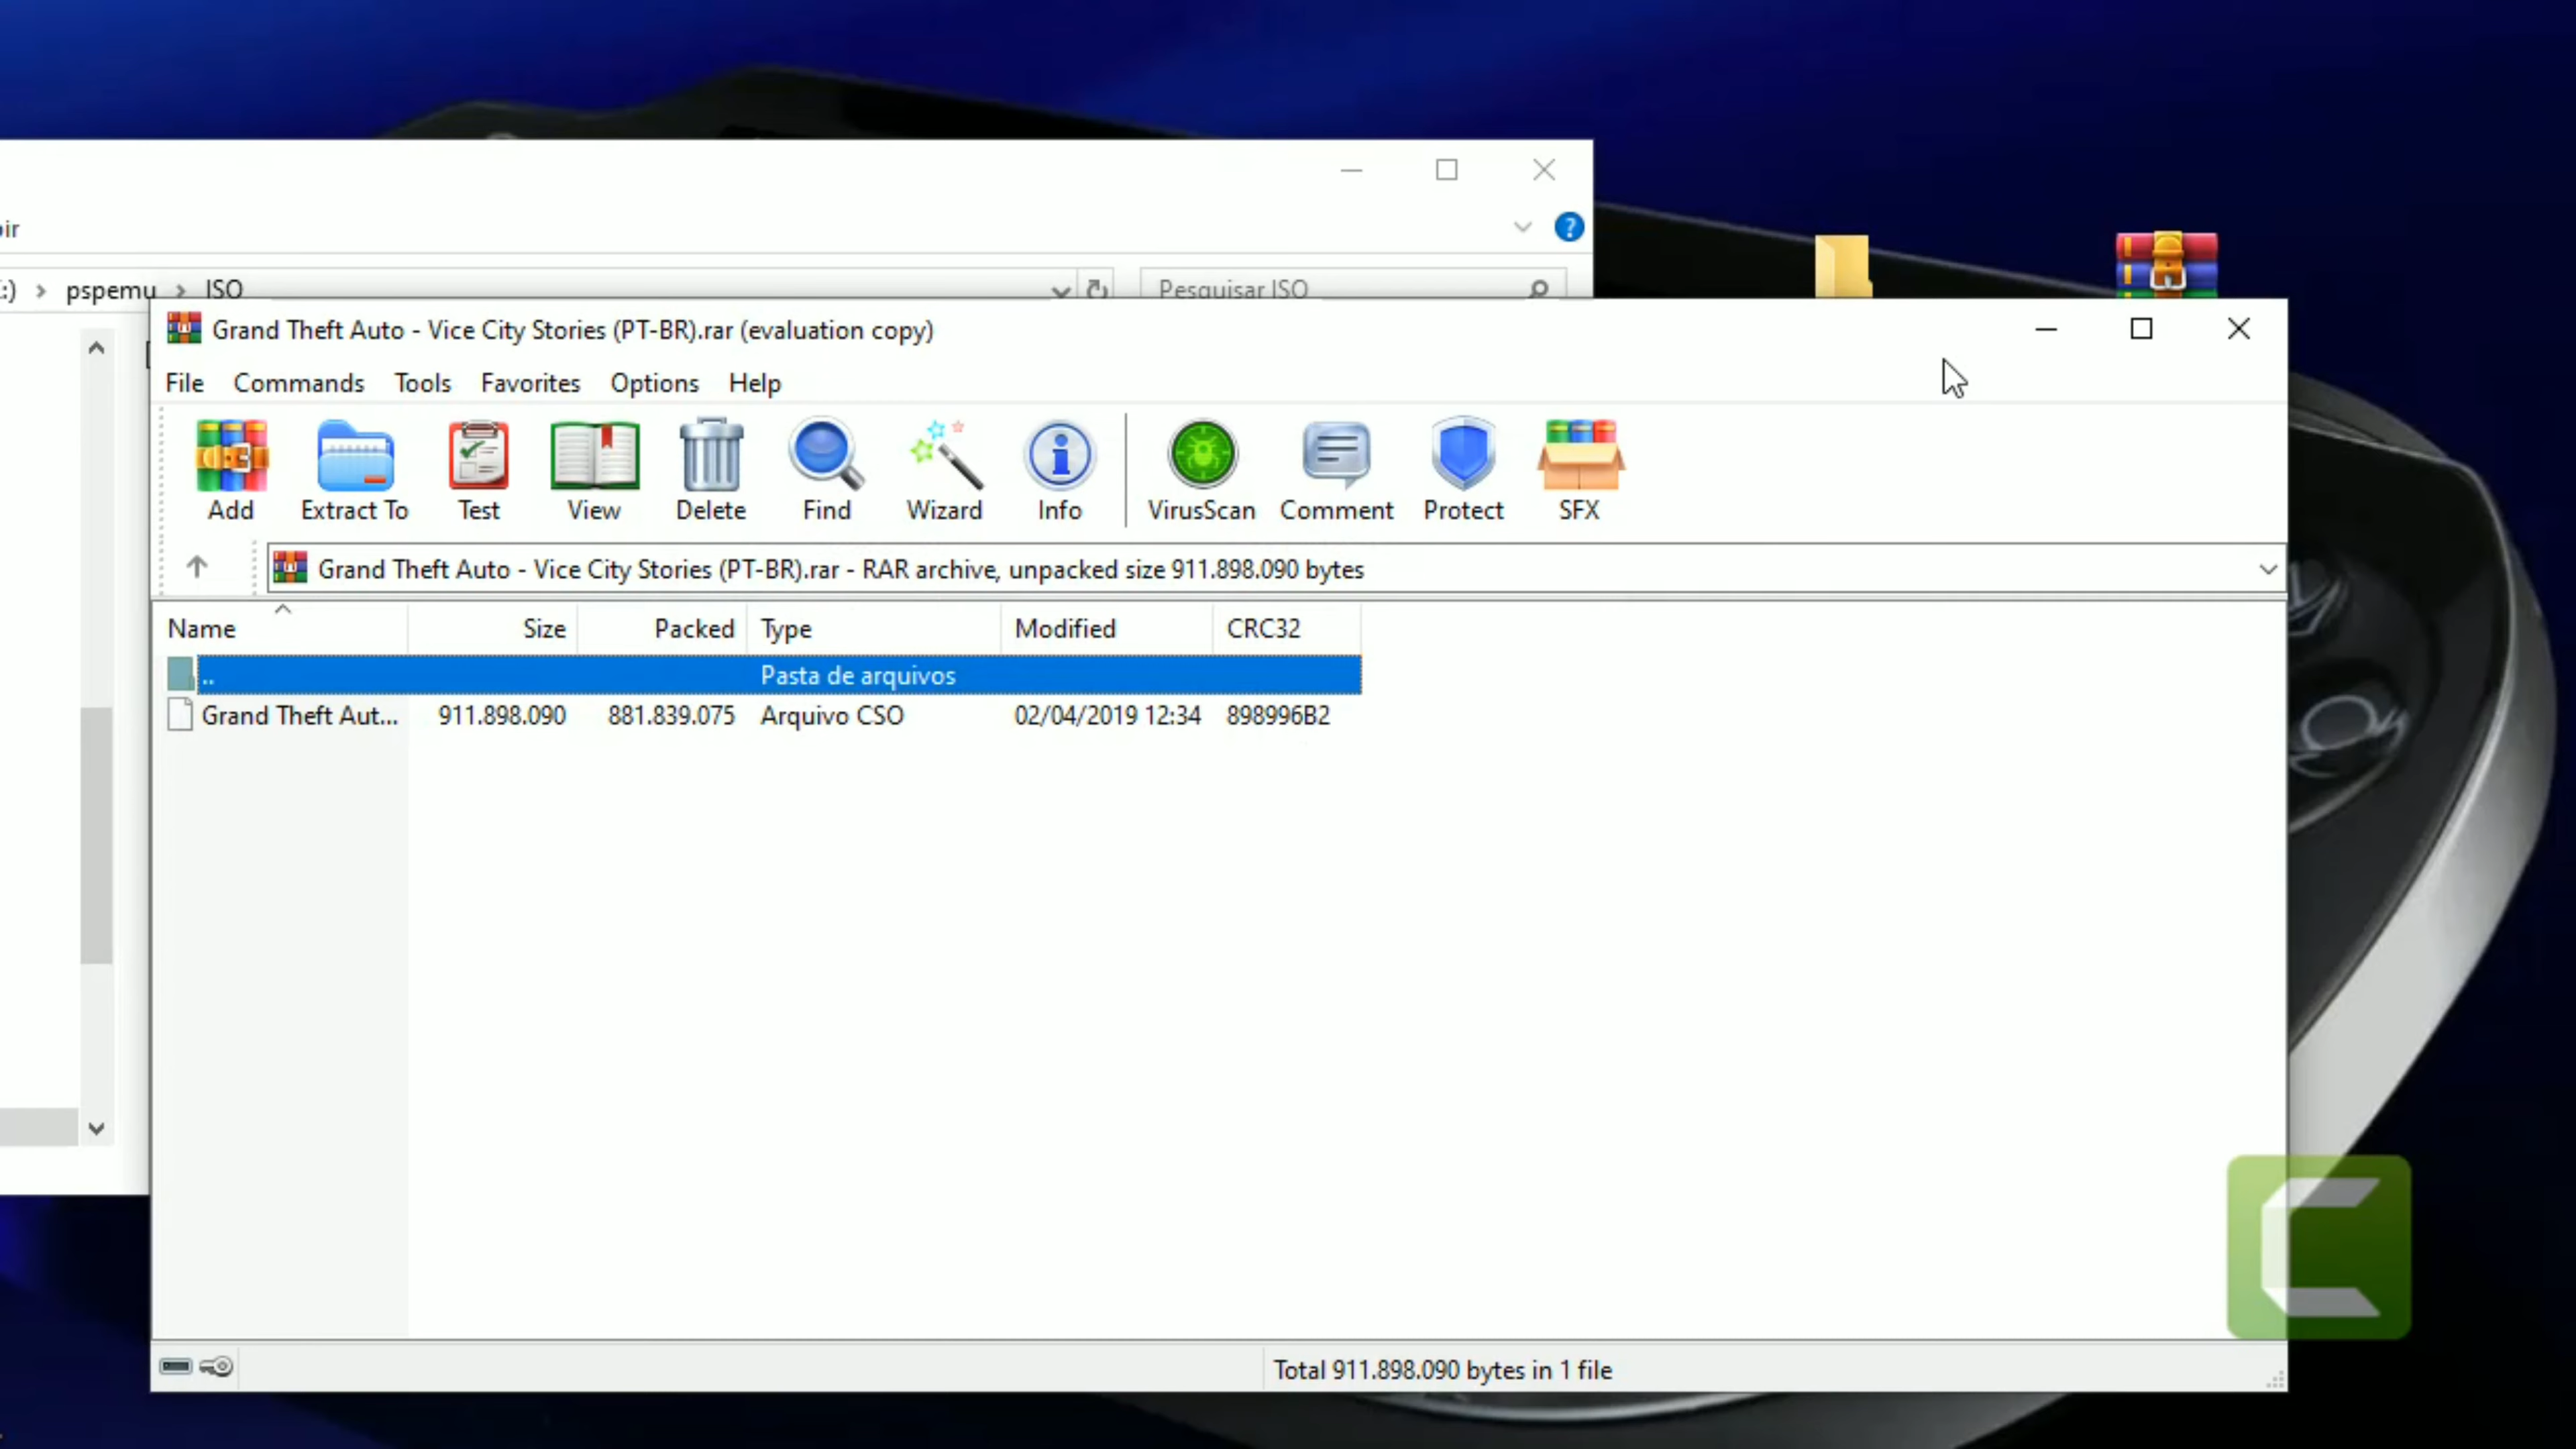 pspemu > ISO
Pesquisar ISO
Grand Theft Auto - Vice City Stories (PT-BR).rar (evaluation copy)
File Commands Tools Favorites Options Help
Add Extract To Test View Delete Find Wizard Info VirusScan Comment Protect SFX
Grand Theft Auto - Vice City Stories (PT-BR).rar - RAR archive, unpacked size 911.898.090 bytes
Name Size Packed Type Modified CRC32
.. Pasta de arquivos
Grand Theft Aut... 911.898.090 881.839.075 Arquivo CSO 02/04/2019 12:34 898996B2
Total 911.898.090 bytes in 1 file